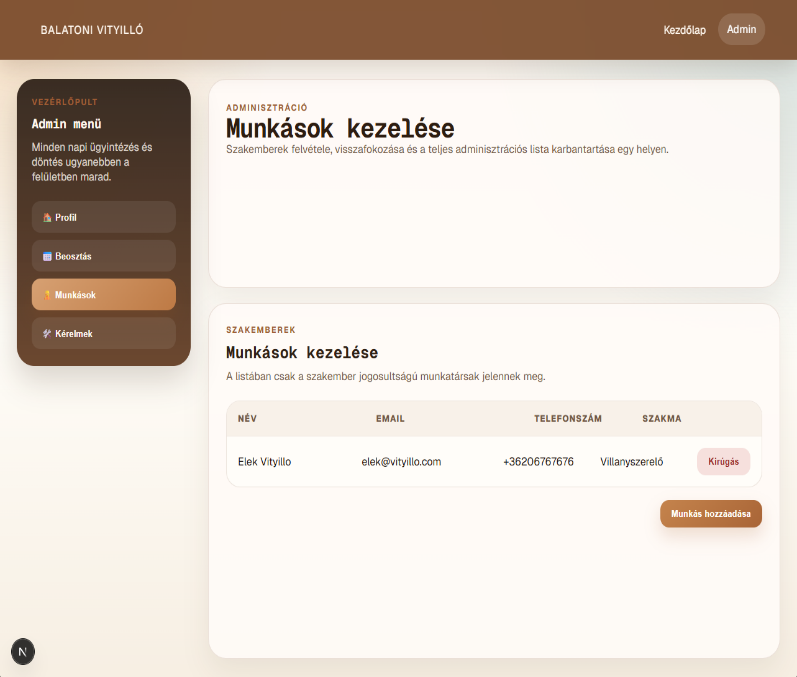 BALATONI VITYILLÓ
Kezdőlap
Admin
VEZÉRLŐPULT
Admin menü
Minden napi ügyintézés és
döntés ugyanebben a
felületben marad.
Profil
Beosztás
Munkások
Kérelmek
ADMINISZTRÁCIÓ
Munkások kezelése
Szakemberek felvétele, visszafokozása és a teljes adminisztrációs lista karbantartása egy helyen.
SZAKEMBEREK
Munkások kezelése
A listában csak a szakember jogosultságú munkatársak jelennek meg.
NÉV EMAIL TELEFONSZÁM SZAKMA
Elek Vityillo elek@vityillo.com +36206767676 Villanyszerelő Kirúgás
Munkás hozzáadása
N